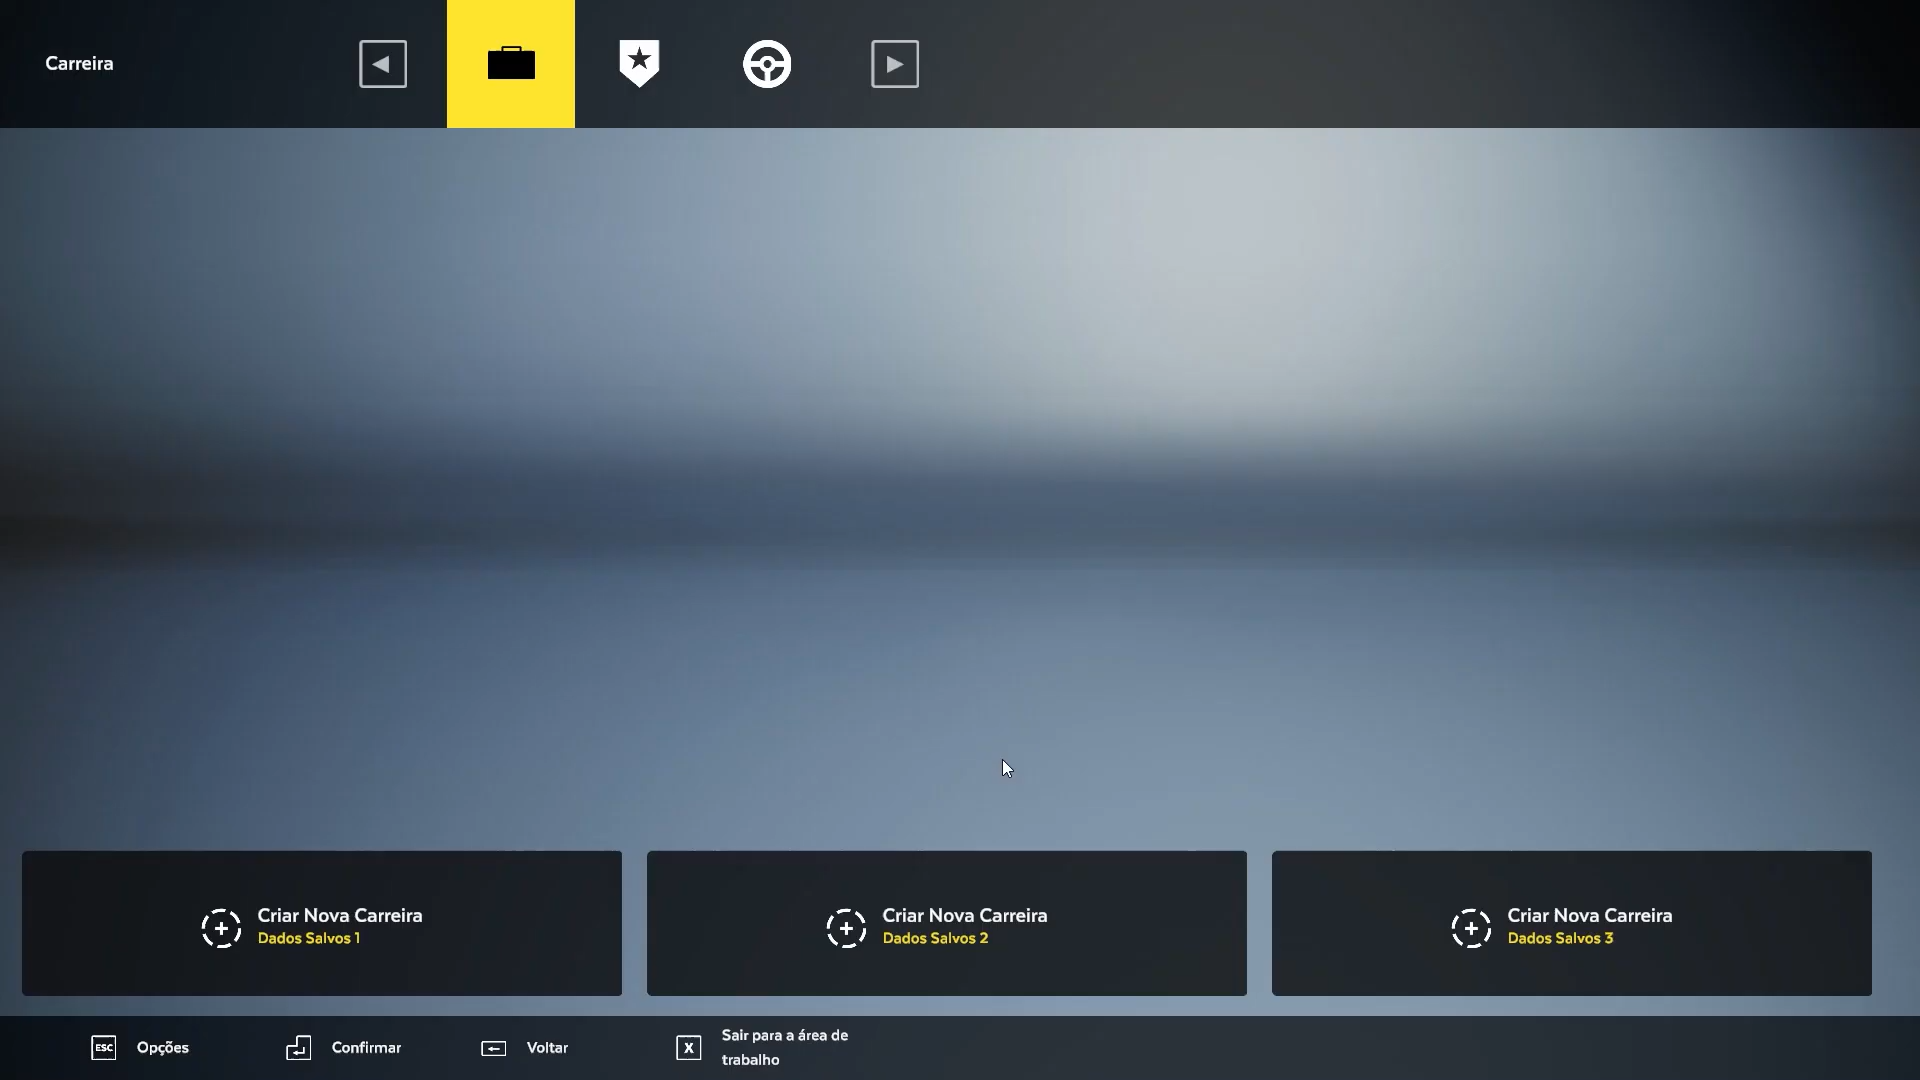 Carreira
Criar Nova Carreira
Dados Salvos 1
Criar Nova Carreira
Dados Salvos 2
Criar Nova Carreira
Dados Salvos 3
ESC Opções
Confirmar
Voltar
X Sair para a área de
trabalho